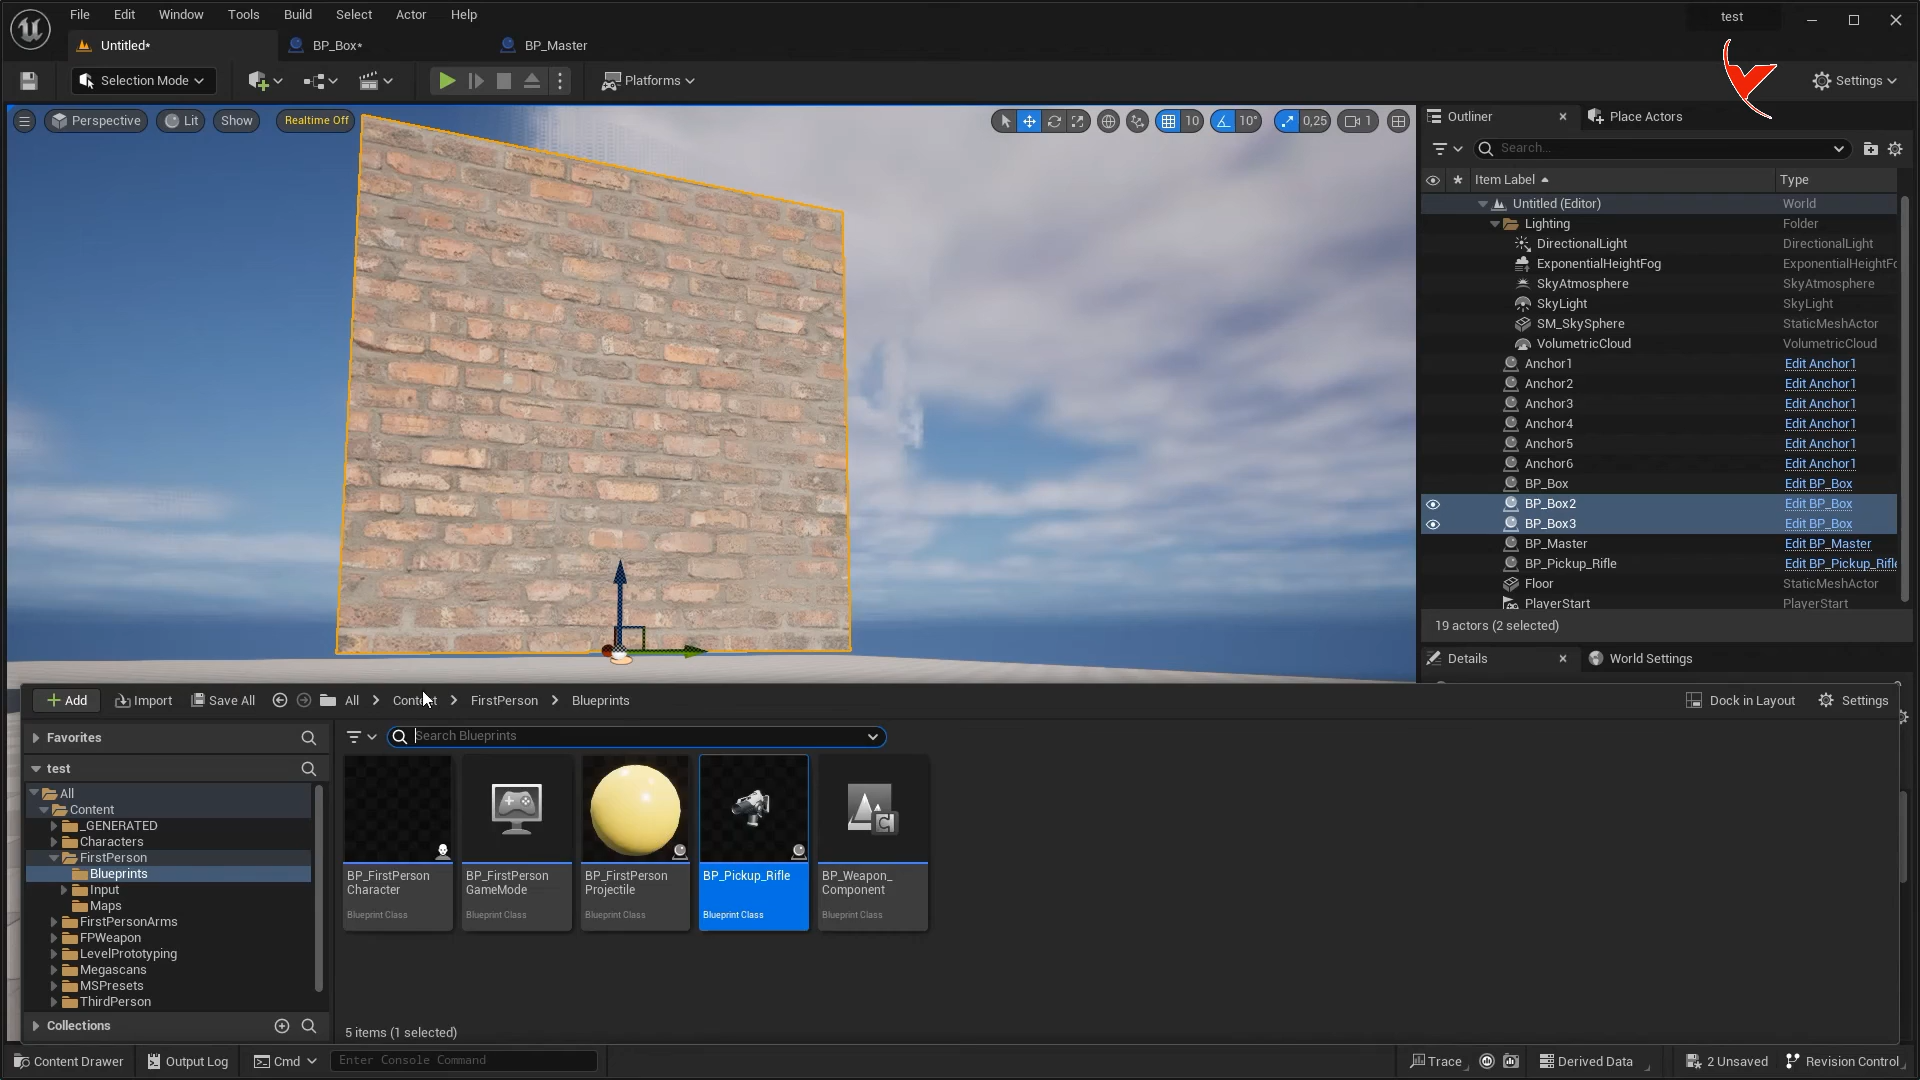 File Edit Window Tools Build Select Actor Help
test
Untitled* BP_Box* BP_Master
Selection Mode Platforms Settings
Perspective Lit Show Realtime Off 10 10° 0,25 1
Outliner Place Actors
Search...
Item Label Type
Untitled (Editor) World
Lighting Folder
DirectionalLight DirectionalLight
ExponentialHeightFog ExponentialHeightFo
SkyAtmosphere SkyAtmosphere
SkyLight SkyLight
SM_SkySphere StaticMeshActor
VolumetricCloud VolumetricCloud
Anchor1 Edit Anchor1
Anchor2 Edit Anchor1
Anchor3 Edit Anchor1
Anchor4 Edit Anchor1
Anchor5 Edit Anchor1
Anchor6 Edit Anchor1
BP_Box Edit BP_Box
BP_Box2 Edit BP_Box
BP_Box3 Edit BP_Box
BP_Master Edit BP_Master
BP_Pickup_Rifle Edit BP_Pickup_Rifle
Floor StaticMeshActor
PlayerStart PlayerStart
19 actors (2 selected)
Details World Settings
Add Import Save All All Content FirstPerson Blueprints Dock in Layout Settings
Favorites
Search Blueprints
test
All
Content
_GENERATED
Characters
FirstPerson
Blueprints
Input
Maps
FirstPersonArms
FPWeapon
LevelPrototyping
Megascans
MSPresets
ThirdPerson
Collections
BP_FirstPerson
Character
Blueprint Class
BP_FirstPerson
GameMode
Blueprint Class
BP_FirstPerson
Projectile
Blueprint Class
BP_Pickup_Rifle
Blueprint Class
BP_Weapon_
Component
Blueprint Class
5 items (1 selected)
Content Drawer Output Log Cmd Enter Console Command Trace Derived Data 2 Unsaved Revision Control